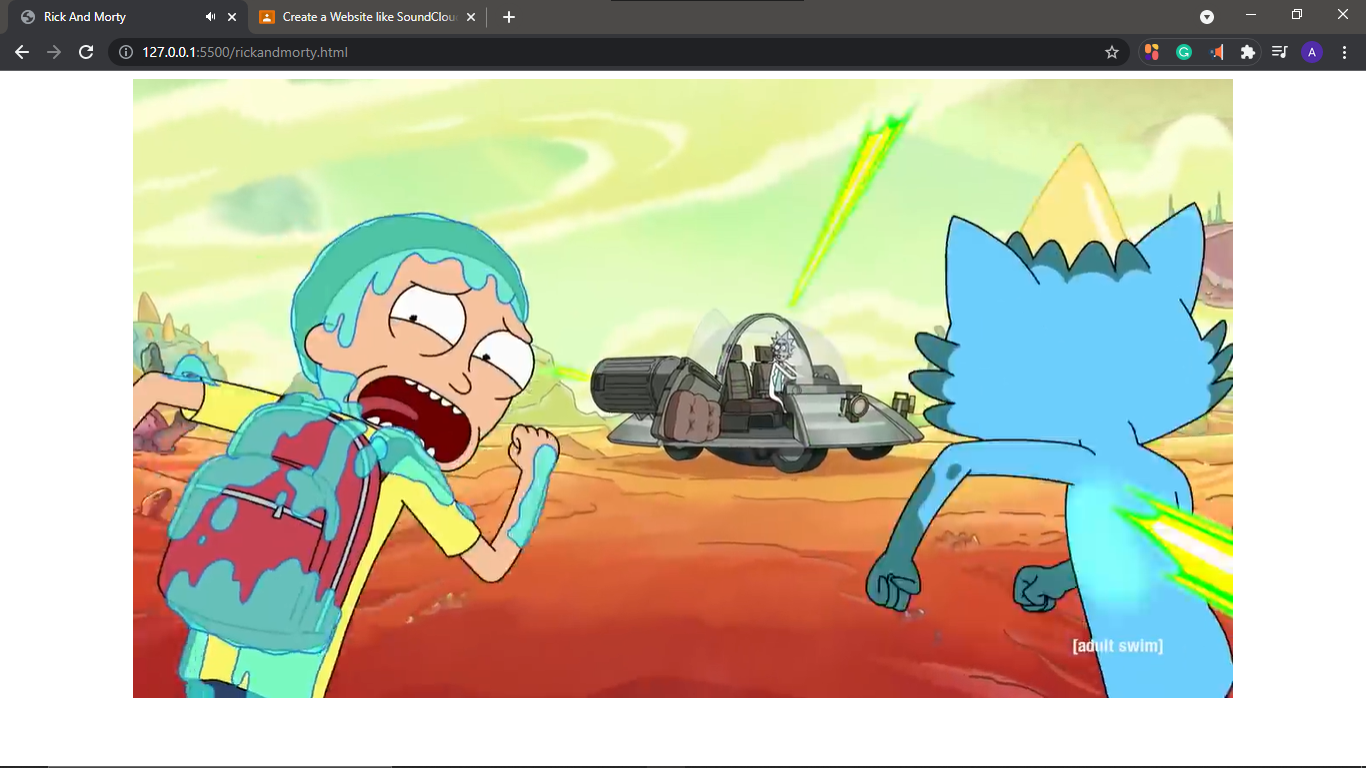 Rick And Morty
Create a Website like SoundClou
127.0.0.1:5500/rickandmorty.html
A
[adult swim]